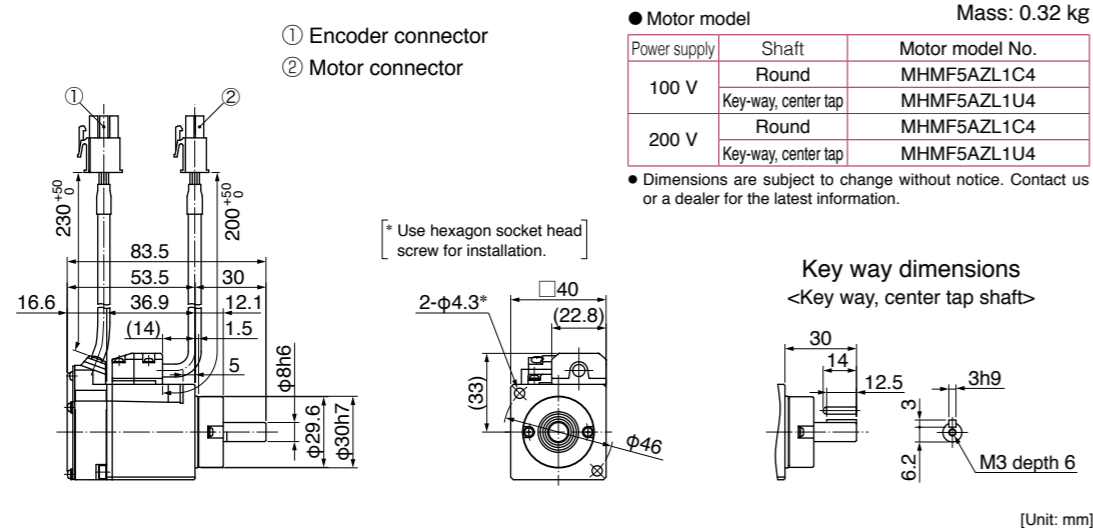 ① Encoder connector
② Motor connector
● Motor model
Mass: 0.32 kg
Power supply Shaft Motor model No.
100 V Round MHMF5AZL1C4
Key-way, center tap MHMF5AZL1U4
200 V Round MHMF5AZL1C4
Key-way, center tap MHMF5AZL1U4
● Dimensions are subject to change without notice. Contact us
or a dealer for the latest information.
① ②
230 +50 0
200 +50 0
83.5
53.5 30
16.6 36.9 12.1
(14) 1.5
5
φ8h6
φ29.6
φ30h7
* Use hexagon socket head
screw for installation.
□40
2-φ4.3*
(22.8)
(33)
φ46
Key way dimensions
<Key way, center tap shaft>
30
14
12.5
3h9
3
6.2
M3 depth 6
[Unit: mm]